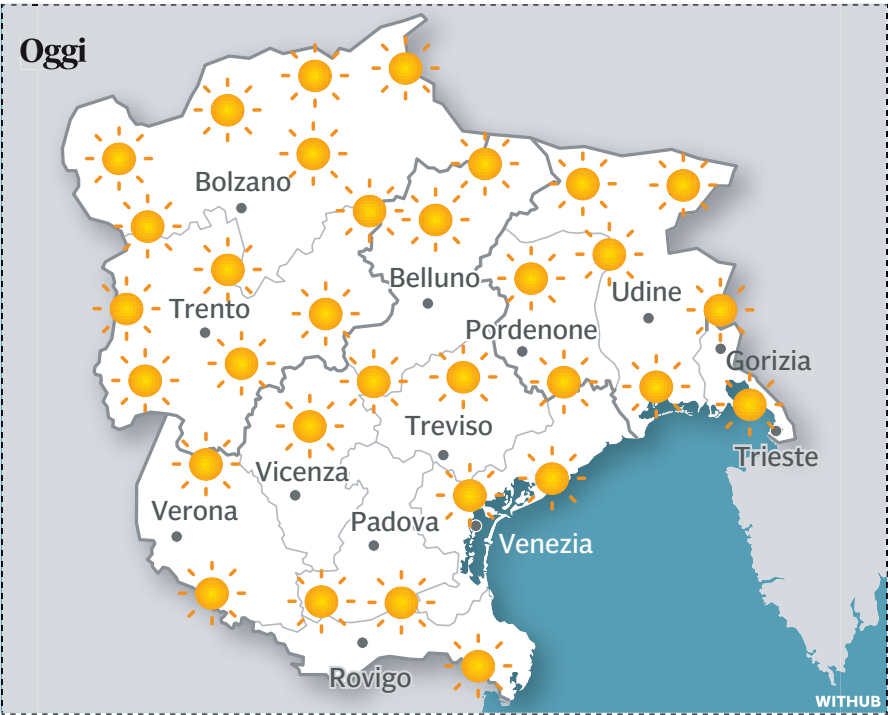 Oggi
Bolzano
Belluno
Trento
Udine
Pordenone
Gorizia
Treviso
Trieste
Vicenza
Verona
Padova
Venezia
Rovigo
WITHUB